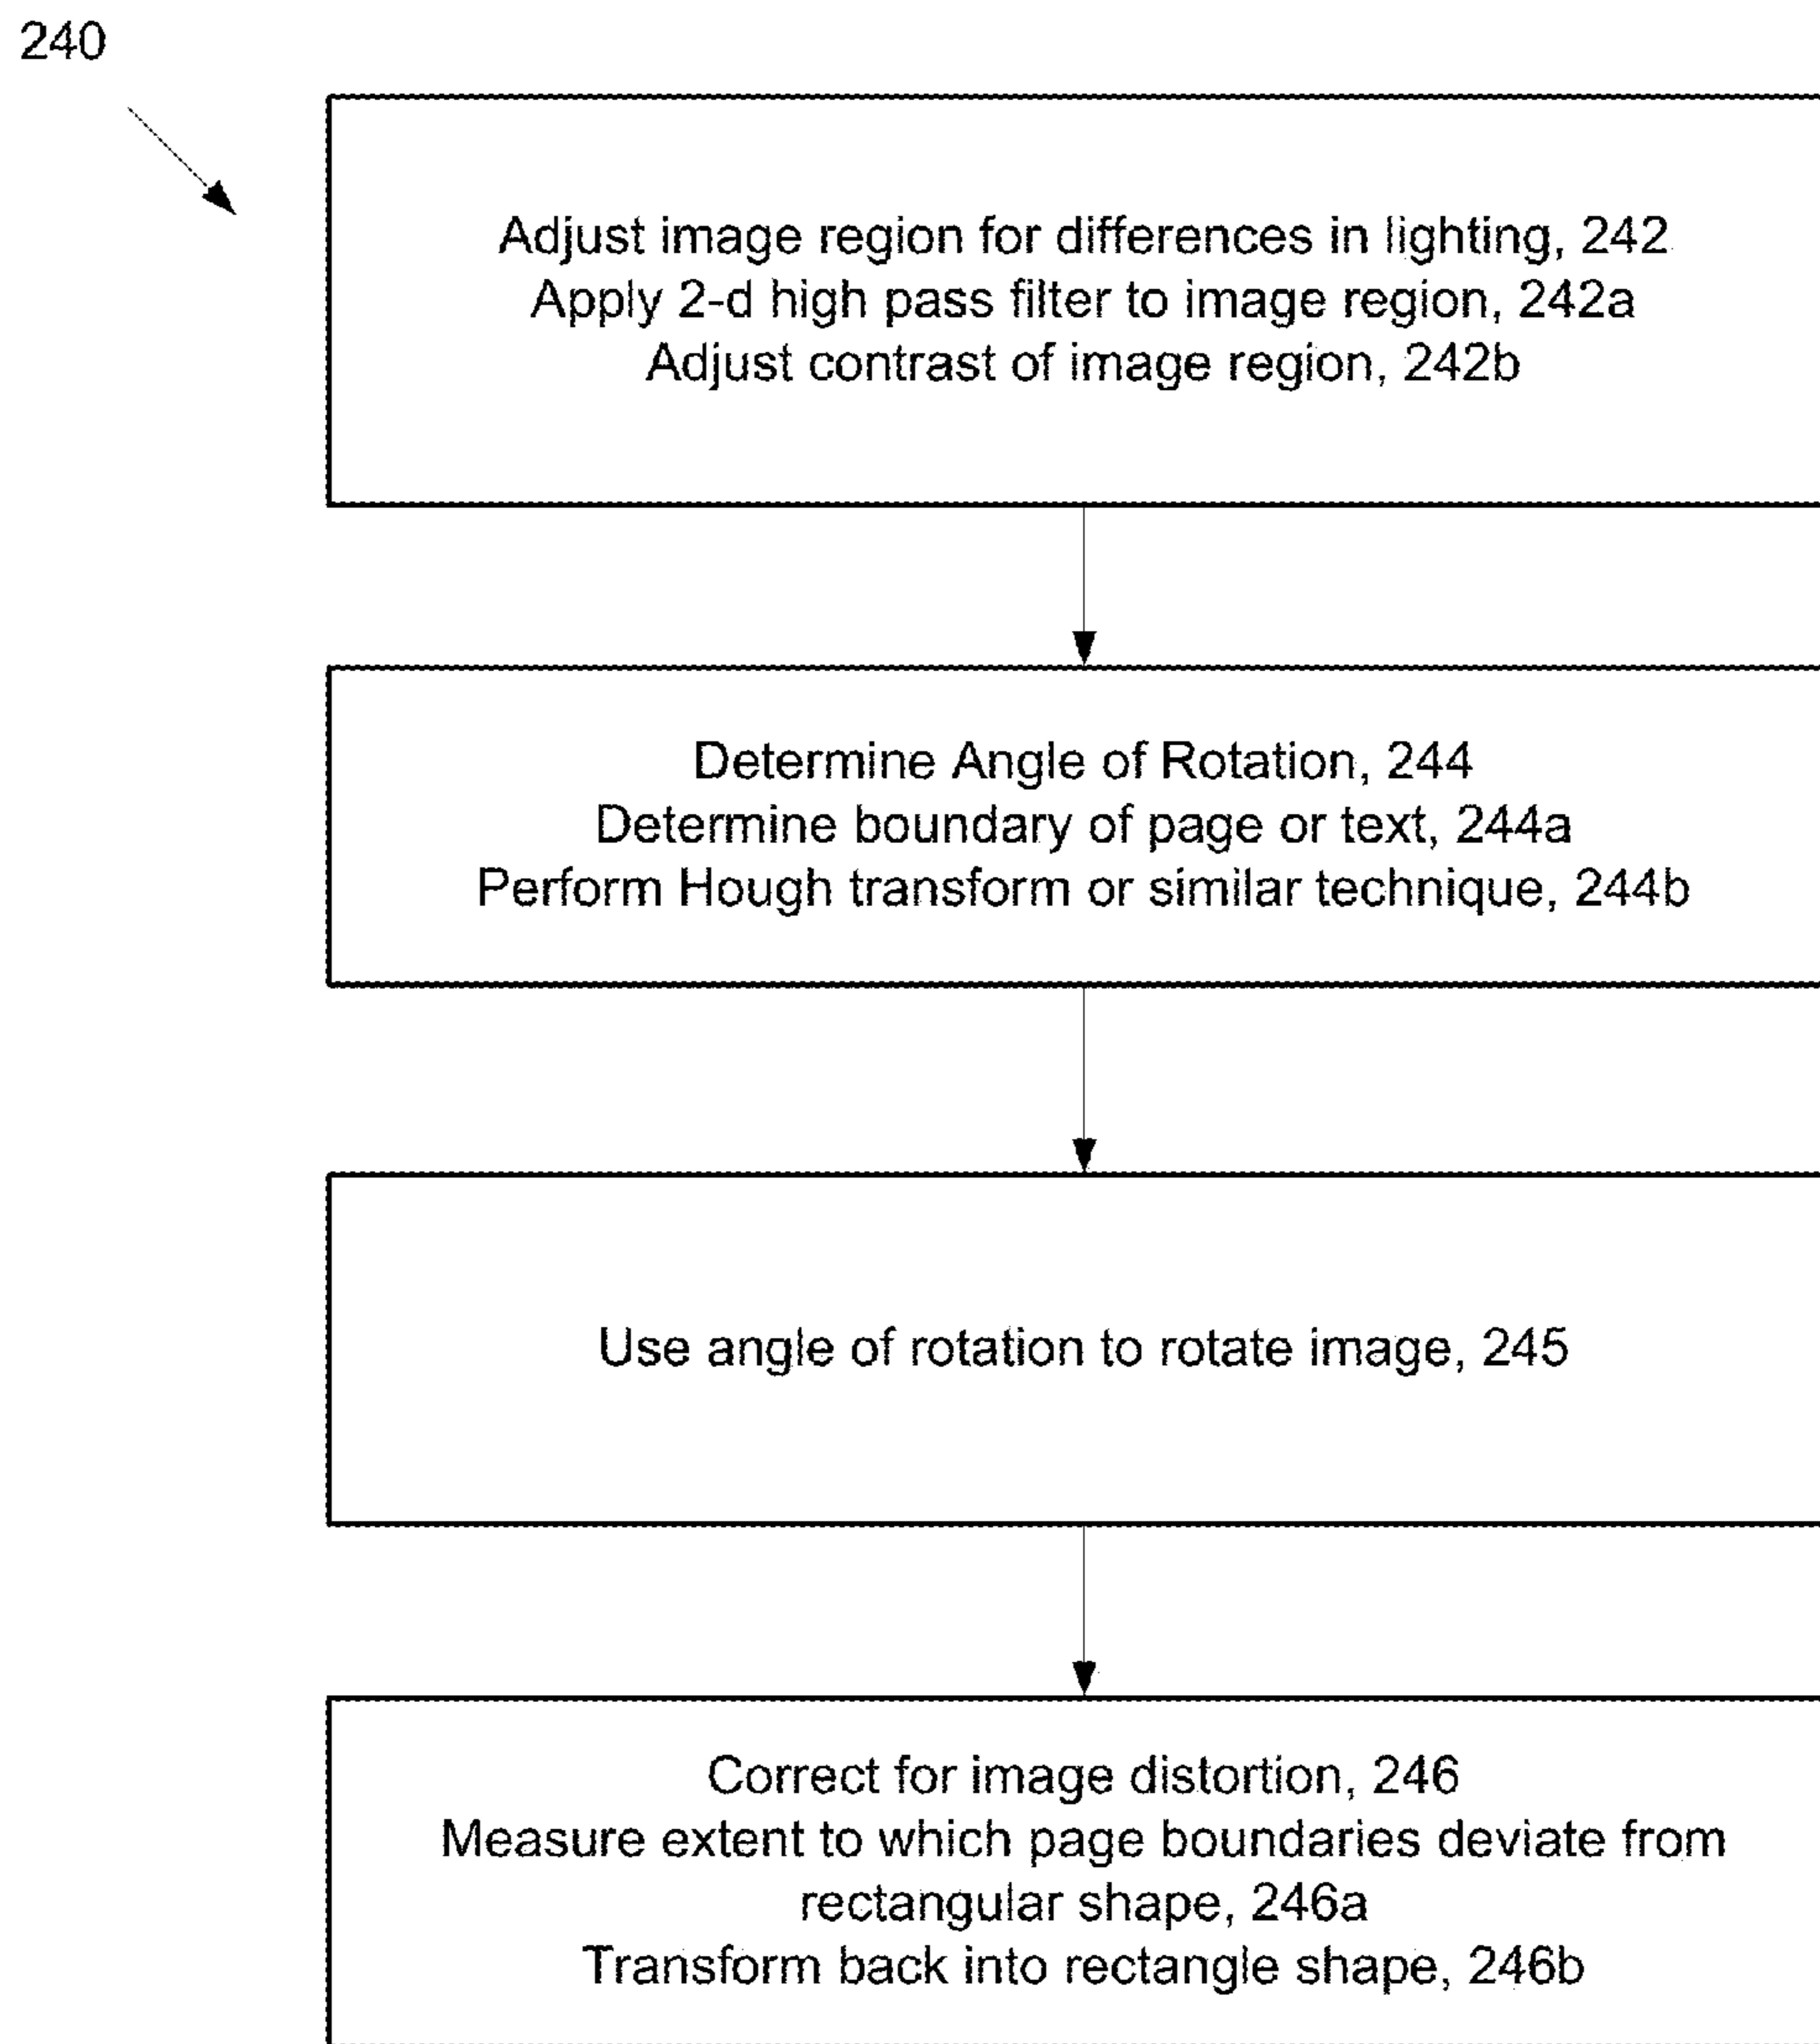 240
Adjust image region for differences in lighting, 242
Apply 2-d high pass filter to image region, 242a
Adjust contrast of image region, 242b
Determine Angle of Rotation, 244
Determine boundary of page or text, 244a
Perform Hough transform or similar technique, 244b
Use angle of rotation to rotate image, 245
Correct for image distortion, 246
Measure extent to which page boundaries deviate from
rectangular shape, 246a
Transform back into rectangle shape, 246b